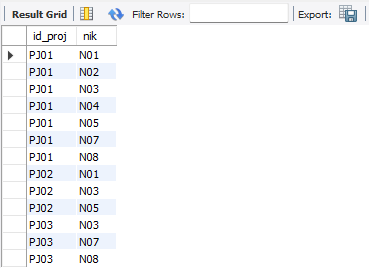 Result Grid Filter Rows: Export:
id_proj nik
PJ01 N01
PJ01 N02
PJ01 N03
PJ01 N04
PJ01 N05
PJ01 N07
PJ01 N08
PJ02 N01
PJ02 N03
PJ02 N05
PJ03 N03
PJ03 N07
PJ03 N08